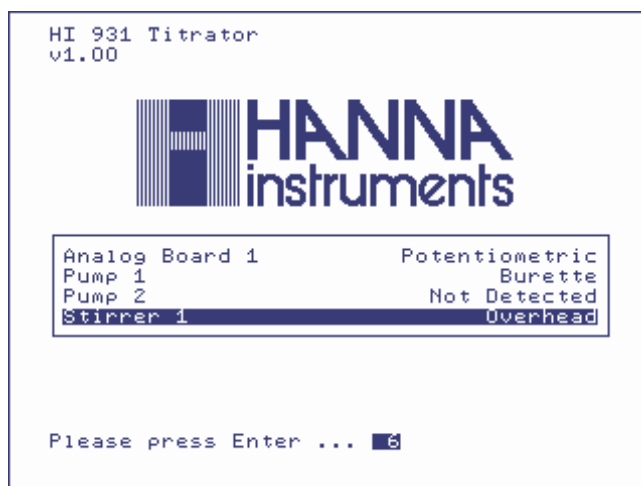 HI 931 Titrator
v1.00
HANNA
instruments
Analog Board 1 Potentiometric
Pump 1 Burette
Pump 2 Not Detected
Stirrer 1 Overhead
Please press Enter ... 6